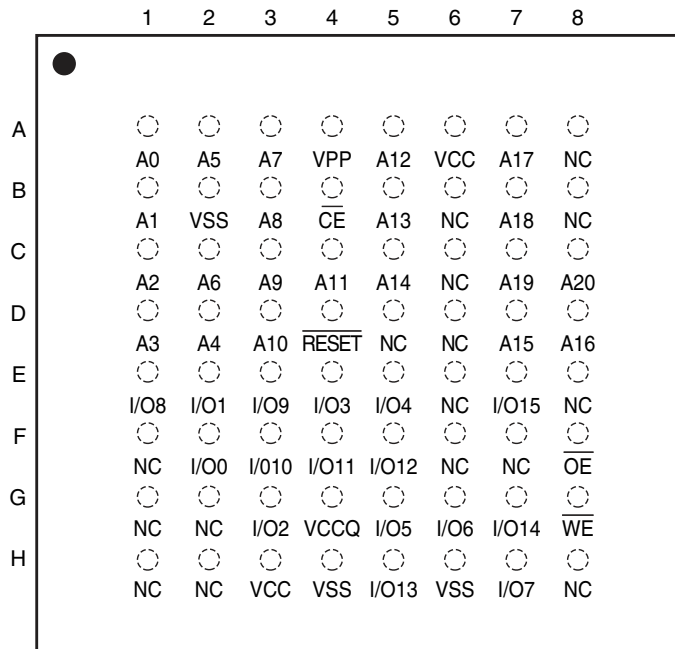 1 2 3 4 5 6 7 8
A
A0 A5 A7 VPP A12 VCC A17 NC
B
A1 VSS A8 CE A13 NC A18 NC
C
A2 A6 A9 A11 A14 NC A19 A20
D
A3 A4 A10 RESET NC NC A15 A16
E
I/O8 I/O1 I/O9 I/O3 I/O4 NC I/O15 NC
F
NC I/O0 I/010 I/O11 I/O12 NC NC OE
G
NC NC I/O2 VCCQ I/O5 I/O6 I/O14 WE
H
NC NC VCC VSS I/O13 VSS I/O7 NC